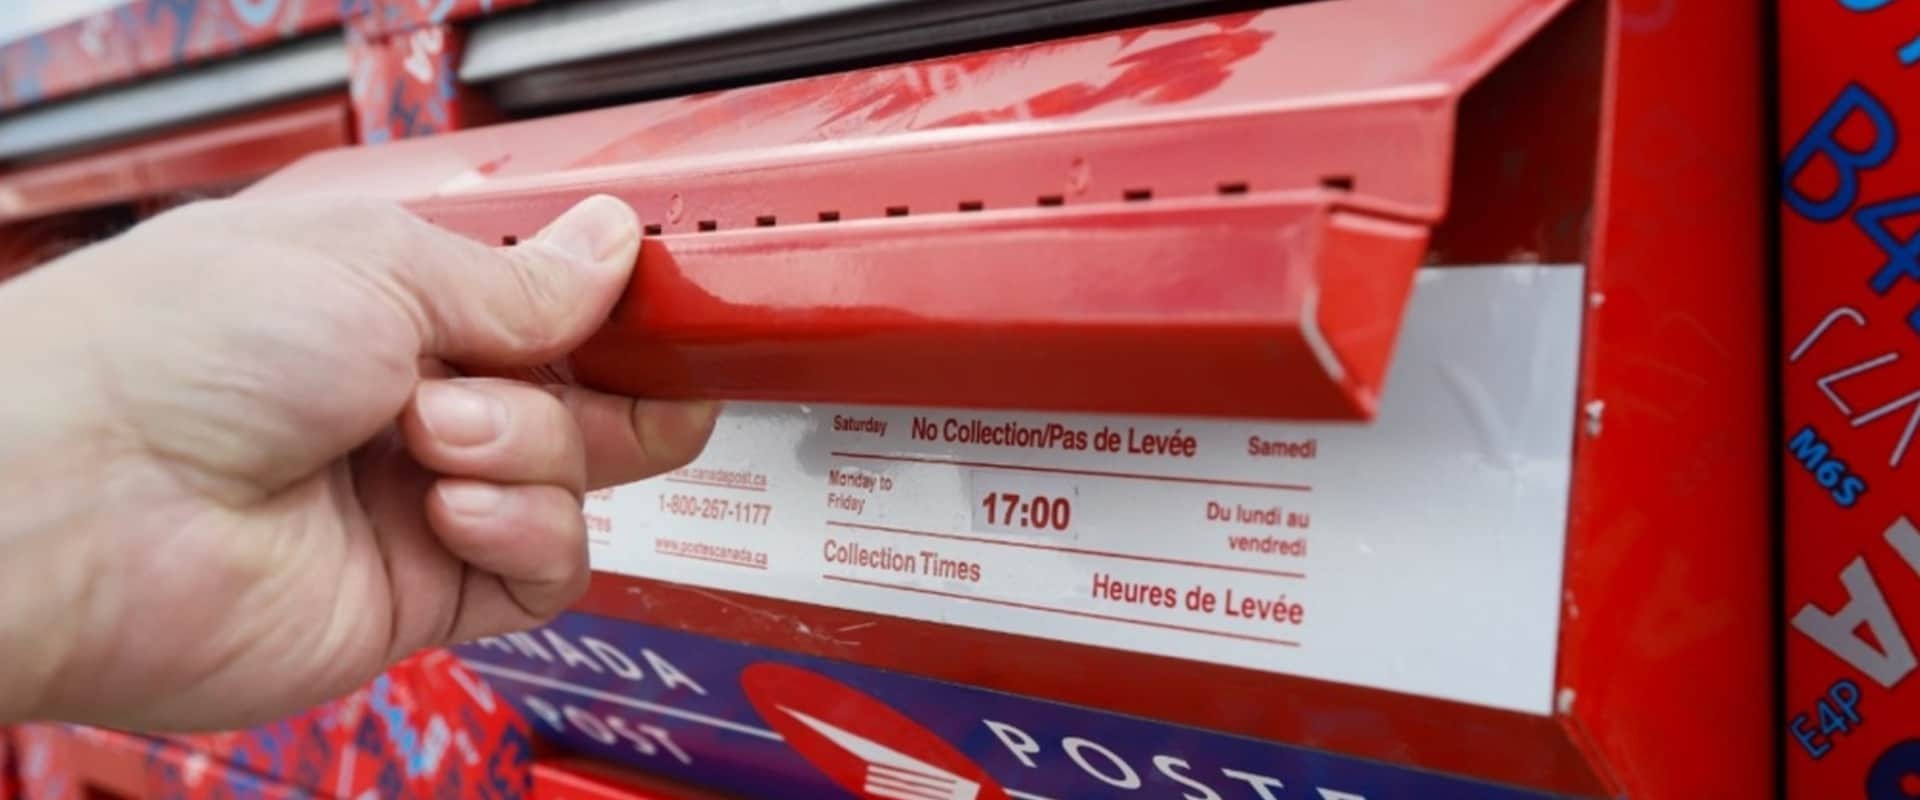 Saturday No Collection/Pas de Levée Samedi
Monday to
Friday
17:00
Du lundi au
vendredi
Collection Times Heures de Levée
www.canadapost.ca
1-800-267-1177
www.postescanada.ca
CANADA
POST
POSTE
M6S
E4P